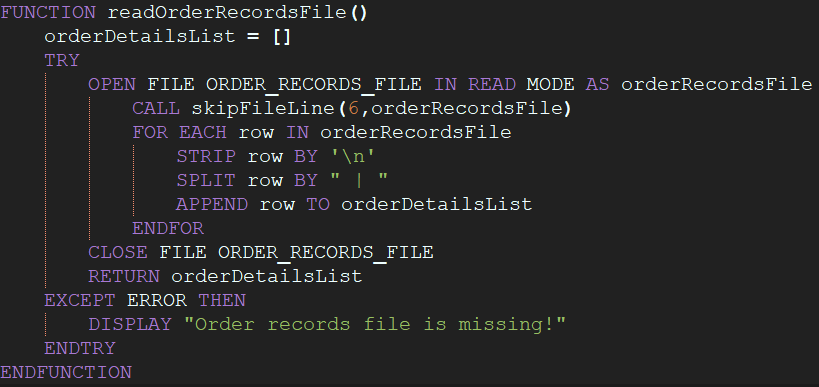 FUNCTION readOrderRecordsFile()
    orderDetailsList = []
    TRY
        OPEN FILE ORDER_RECORDS_FILE IN READ MODE AS orderRecordsFile
            CALL skipFileLine(6,orderRecordsFile)
            FOR EACH row IN orderRecordsFile
                STRIP row BY '\n'
                SPLIT row BY " | "
                APPEND row TO orderDetailsList
            ENDFOR
        CLOSE FILE ORDER_RECORDS_FILE
        RETURN orderDetailsList
    EXCEPT ERROR THEN
        DISPLAY "Order records file is missing!"
    ENDTRY
ENDFUNCTION